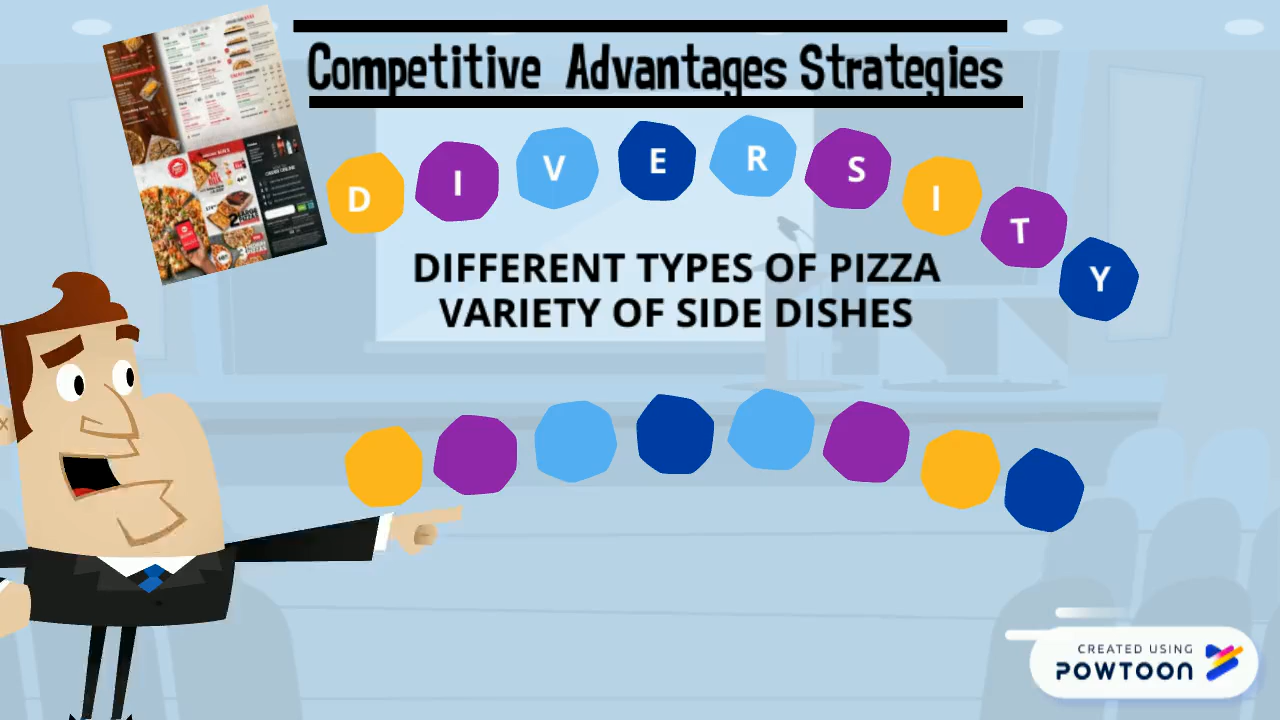 Competitive Advantages Strategies
DIVERSITY
DIFFERENT TYPES OF PIZZA
VARIETY OF SIDE DISHES
CREATED USING
POWTOON